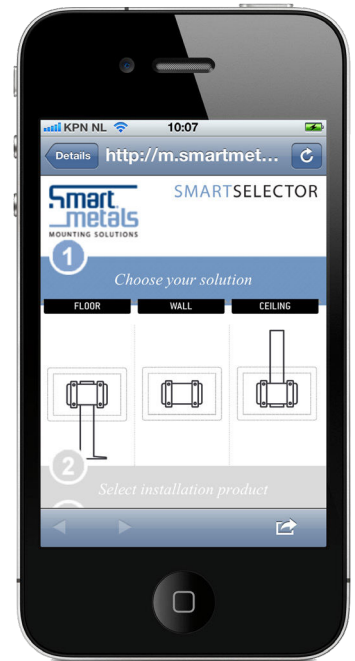 KPN NL 10:07
Details http://m.smartmet...
Smart
metals
MOUNTING SOLUTIONS
SMARTSELECTOR
1
Choose your solution
FLOOR WALL CEILING
2
Select installation product